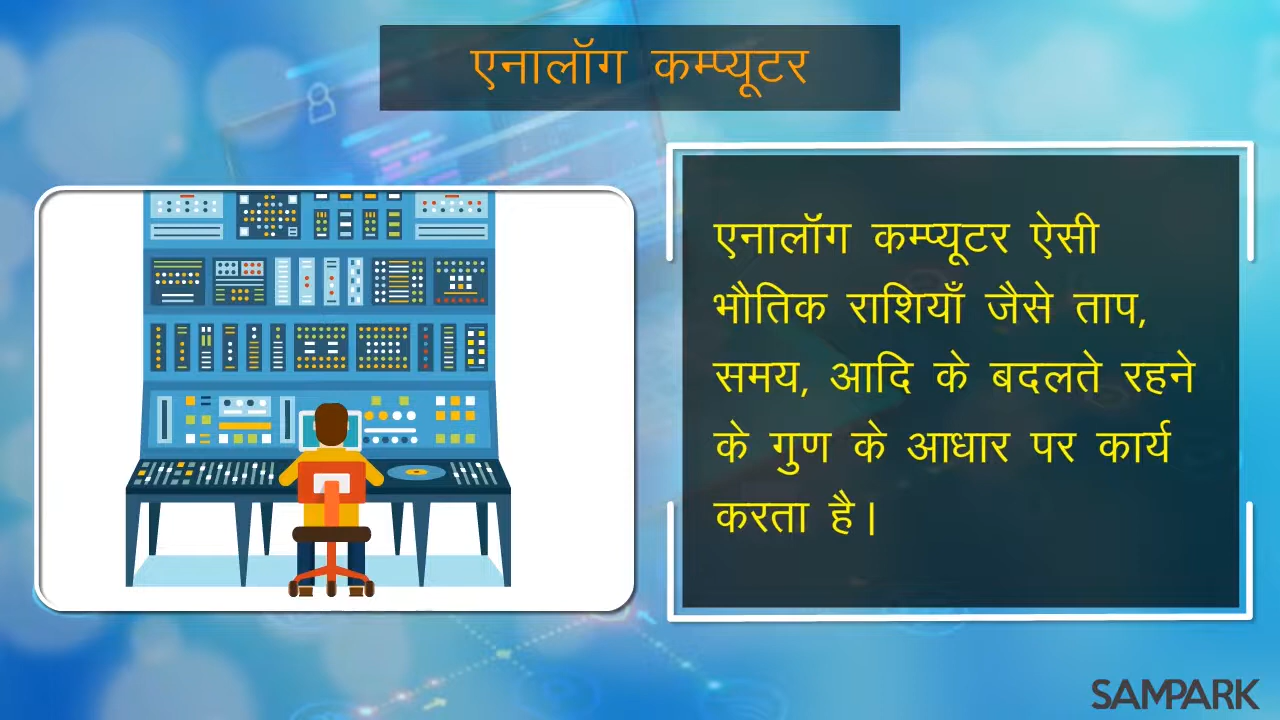 एनालॉग कम्प्यूटर
एनालॉग कम्प्यूटर ऐसी
भौतिक राशियाँ जैसे ताप,
समय, आदि के बदलते रहने
के गुण के आधार पर कार्य
करता है।
SAMPARK